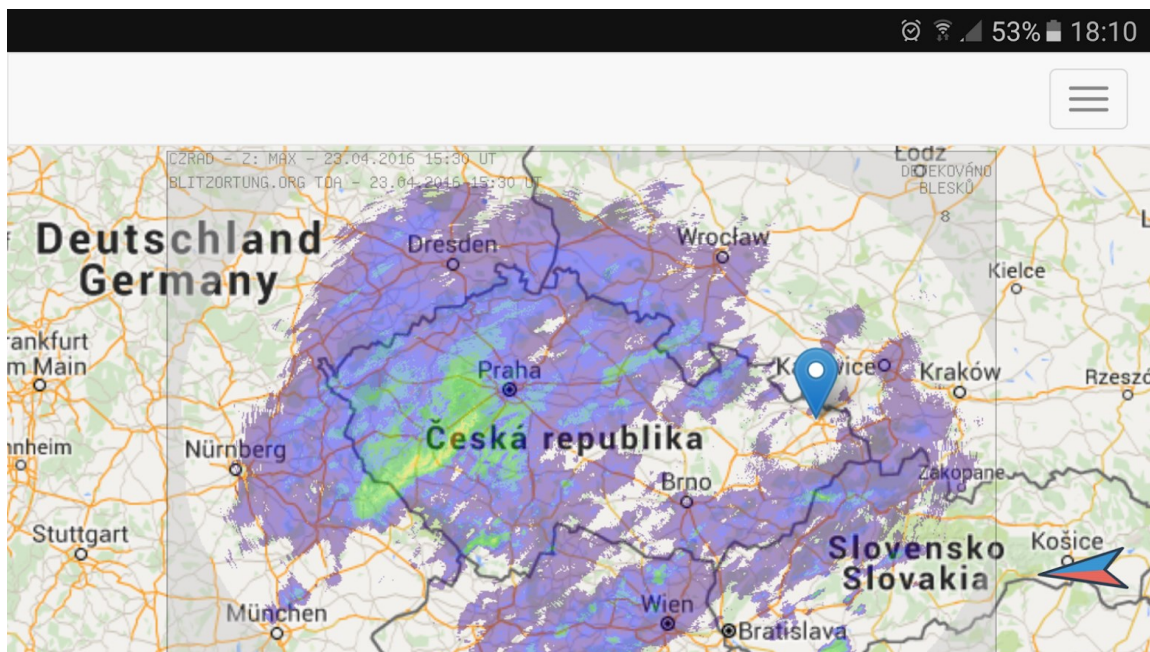 53% 18:10
CZRAD - Z: MAX - 23.04.2016 15:30 UT
BLITZORTUNG.ORG TOA - 23.04.2016 15:30 UT
Łodz
DETEKOVÁNO
BLESKŮ
8
Deutschland
Germany
Dresden
Wrocław
Kielce
rankfurt
m Main
Praha
Kraków
Rzeszó
Česká republika
nnheim
Nürnberg
Brno
Zakopane
Stuttgart
Slovensko
Slovakia
Košice
München
Wien
Bratislava